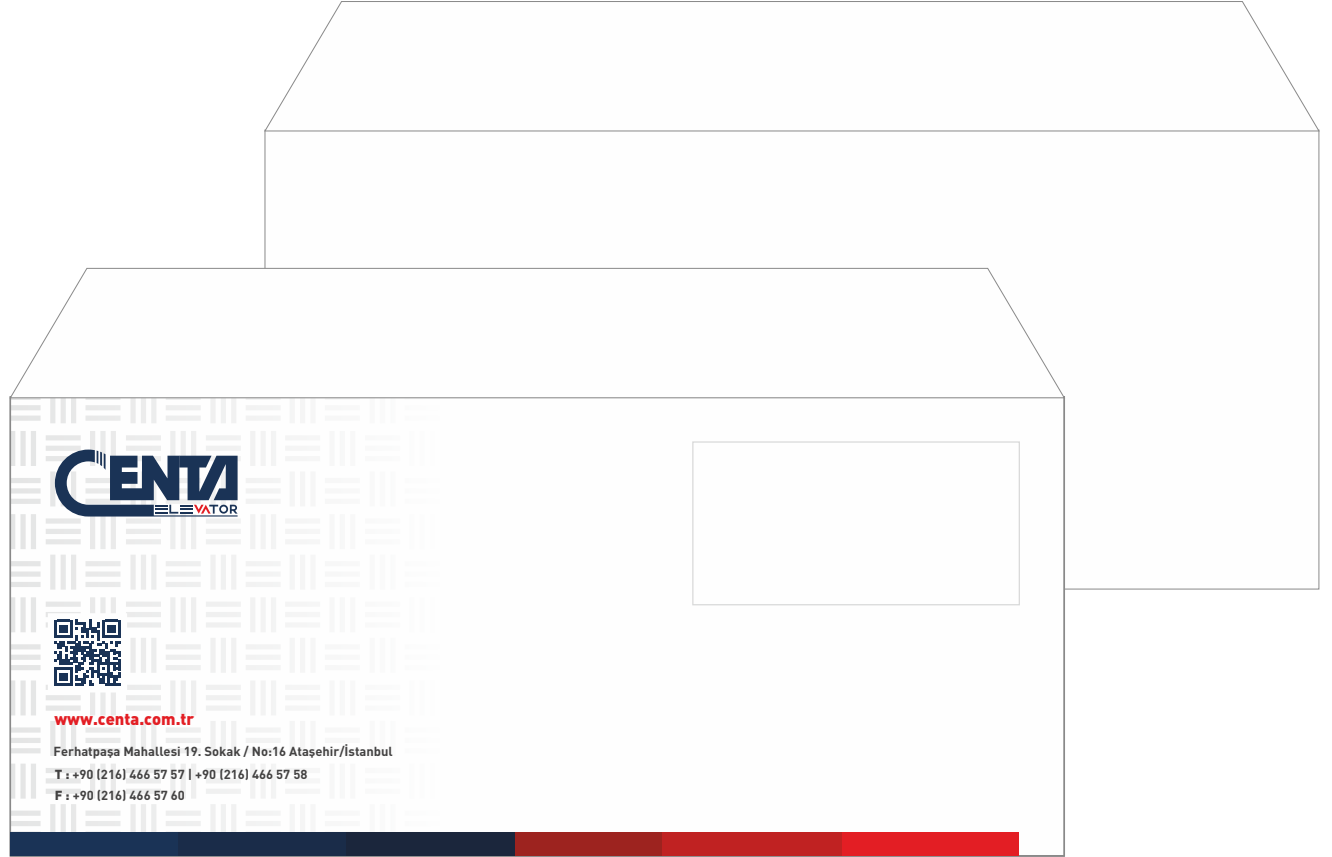 CENTA
ELEVATOR
www.centa.com.tr
Ferhatpaşa Mahallesi 19. Sokak / No:16 Ataşehir/İstanbul
T : +90 (216) 466 57 57 | +90 (216) 466 57 58
F : +90 (216) 466 57 60